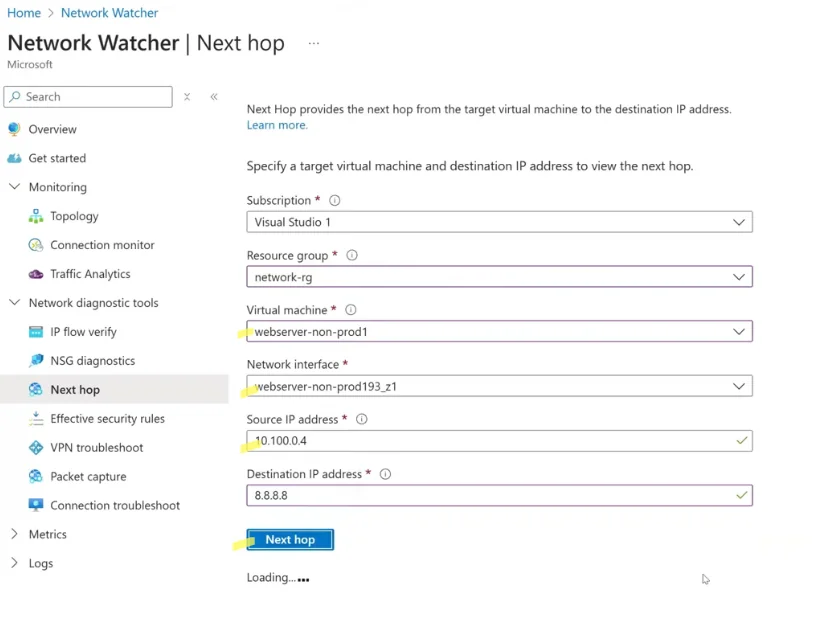 Home > Network Watcher
Network Watcher | Next hop ...
Microsoft
Search
Overview
Get started
Monitoring
Topology
Connection monitor
Traffic Analytics
Network diagnostic tools
IP flow verify
NSG diagnostics
Next hop
Effective security rules
VPN troubleshoot
Packet capture
Connection troubleshoot
Metrics
Logs
Next Hop provides the next hop from the target virtual machine to the destination IP address.
Learn more.
Specify a target virtual machine and destination IP address to view the next hop.
Subscription *
Visual Studio 1
Resource group *
network-rg
Virtual machine *
webserver-non-prod1
Network interface *
webserver-non-prod193_z1
Source IP address *
10.100.0.4
Destination IP address *
8.8.8.8
Next hop
Loading...